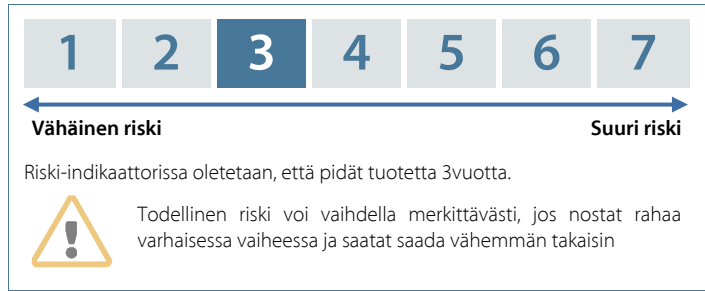 1 2 3 4 5 6 7
Vähäinen riski Suuri riski
Riski-indikaattorissa oletetaan, että pidät tuotetta 3vuotta.
Todellinen riski voi vaihdella merkittävästi, jos nostat rahaa
varhaisessa vaiheessa ja saatat saada vähemmän takaisin